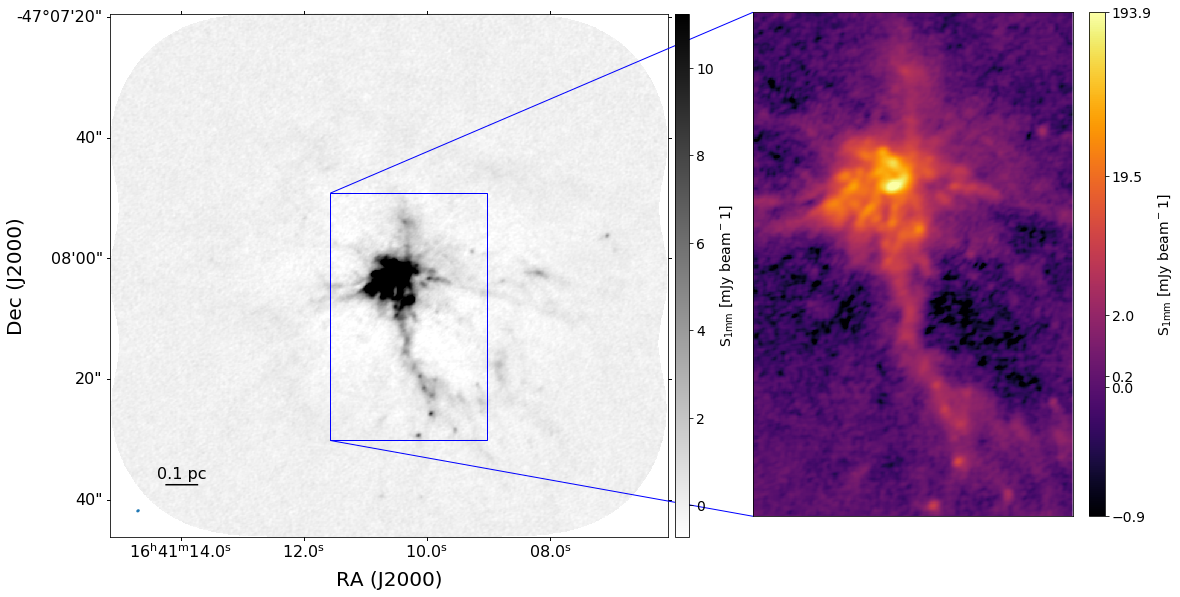 -47°07'20"
40"
08'00"
20"
40"
Dec (J2000)
16ʰ41ᵐ14.0ˢ
12.0ˢ
10.0ˢ
08.0ˢ
RA (J2000)
0.1 pc
10
8
6
4
2
0
S₁ₘₘ [mJy beam⁻1]
193.9
19.5
2.0
0.2
0.0
−0.9
S₁ₘₘ [mJy beam⁻1]